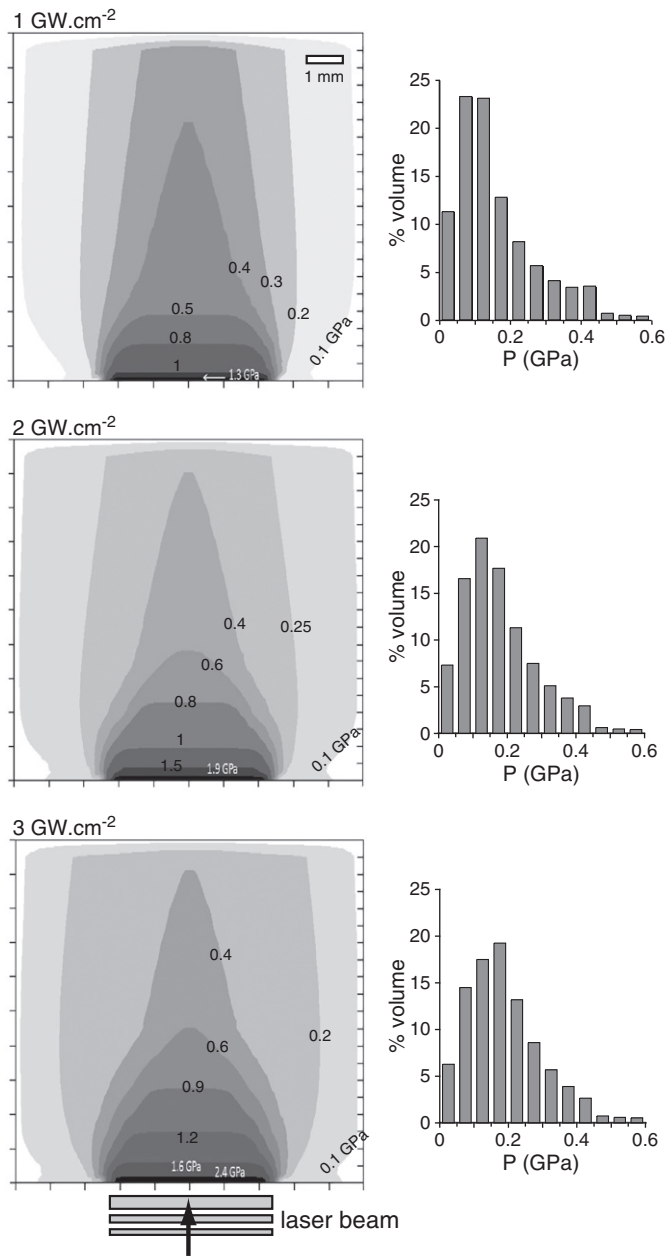 1 GW.cm-2
1 mm
0.4
0.3
0.5
0.2
0.8
0.1 GPa
1
1.3 GPa
25
20
15
10
5
0
% volume
0 0.2 0.4 0.6
P (GPa)
2 GW.cm-2
0.4
0.25
0.6
0.8
1
0.1 GPa
1.5
1.9 GPa
25
20
15
10
5
0
% volume
0 0.2 0.4 0.6
P (GPa)
3 GW.cm-2
0.4
0.2
0.6
0.9
1.2
0.1 GPa
1.6 GPa
2.4 GPa
25
20
15
10
5
0
% volume
0 0.2 0.4 0.6
P (GPa)
laser beam